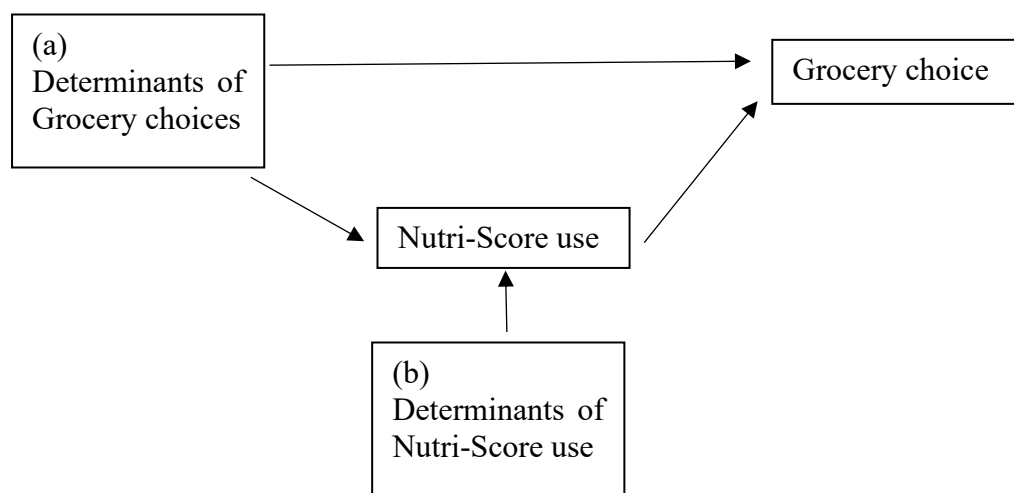 (a)
Determinants of
Grocery choices
Grocery choice
Nutri-Score use
(b)
Determinants of
Nutri-Score use